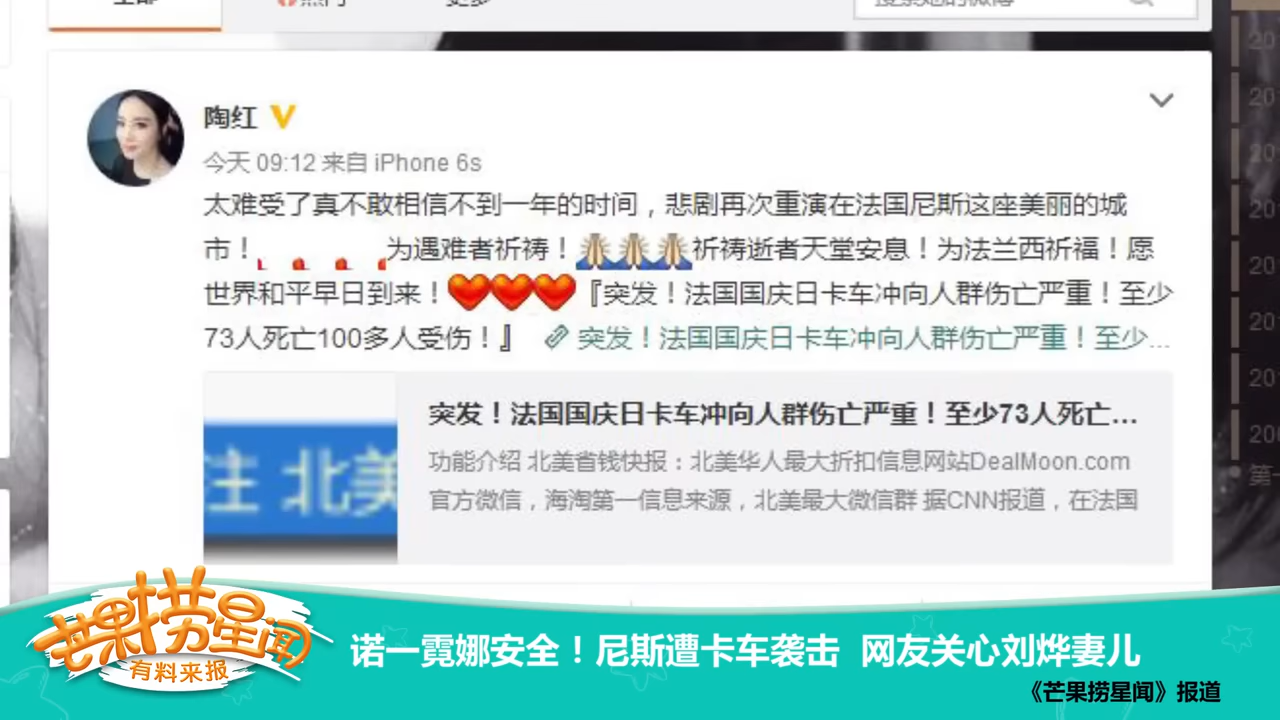 全部
热门
更多
搜索她的微博
陶红
今天 09:12 来自 iPhone 6s
太难受了真不敢相信不到一年的时间，悲剧再次重演在法国尼斯这座美丽的城
市！为遇难者祈祷！祈祷逝者天堂安息！为法兰西祈福！愿
世界和平早日到来！『突发！法国国庆日卡车冲向人群伤亡严重！至少
73人死亡100多人受伤！』 突发！法国国庆日卡车冲向人群伤亡严重！至少...
突发！法国国庆日卡车冲向人群伤亡严重！至少73人死亡...
功能介绍 北美省钱快报：北美华人最大折扣信息网站DealMoon.com
官方微信，海淘第一信息来源，北美最大微信群 据CNN报道，在法国
注 北美
芒果捞星闻
有料来报
诺一霓娜安全！尼斯遭卡车袭击 网友关心刘烨妻儿
《芒果捞星闻》报道